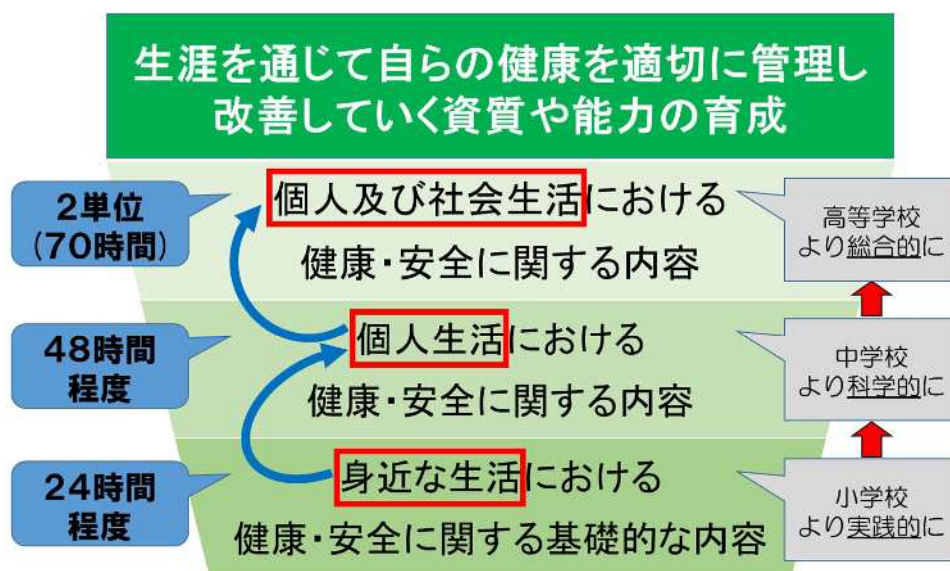 生涯を通じて自らの健康を適切に管理し
改善していく資質や能力の育成
2単位
(70時間)
個人及び社会生活における
健康・安全に関する内容
高等学校
より総合的に
48時間
程度
個人生活における
健康・安全に関する内容
中学校
より科学的に
24時間
程度
身近な生活における
健康・安全に関する基礎的な内容
小学校
より実践的に